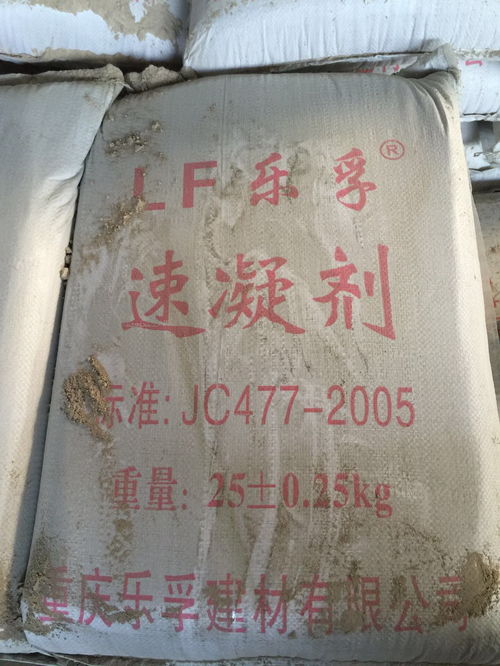 LF乐孚®
速凝剂
标准: JC477-2005
重量: 25±0.25kg
重庆乐孚建材有限公司